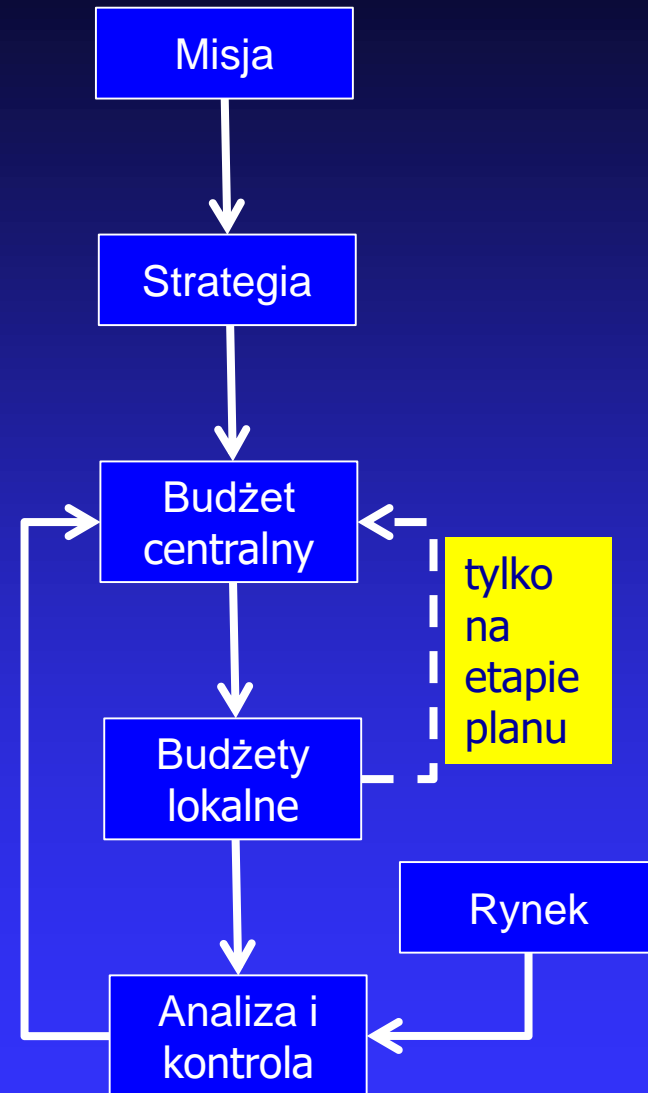 Misja
Strategia
Budżet
centralny
tylko
na
etapie
planu
Budżety
lokalne
Rynek
Analiza i
kontrola